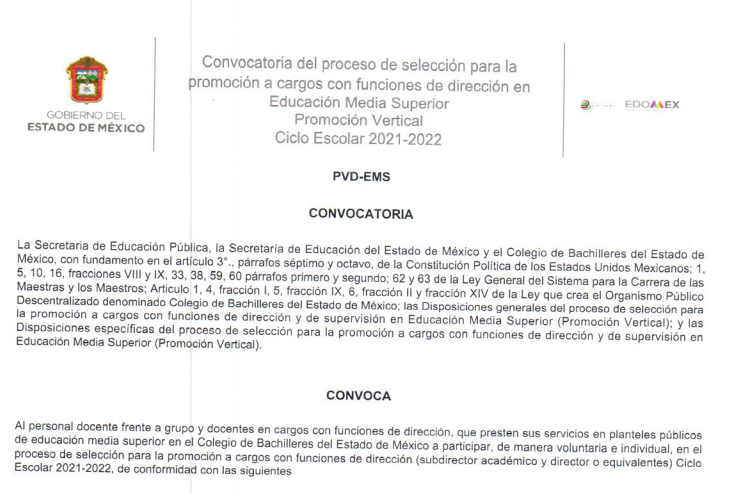 Convocatoria del proceso de selección para la
promoción a cargos con funciones de dirección en
Educación Media Superior
Promoción Vertical
Ciclo Escolar 2021-2022
GOBIERNO DEL
ESTADO DE MÉXICO
EDOMEX
PVD-EMS
CONVOCATORIA
La Secretaria de Educación Pública, la Secretaría de Educación del Estado de México y el Colegio de Bachilleres del Estado de
México, con fundamento en el artículo 3°., párrafos séptimo y octavo, de la Constitución Política de los Estados Unidos Mexicanos; 1,
5, 10, 16, fracciones VIII y IX, 33, 38, 59, 60 párrafos primero y segundo; 62 y 63 de la Ley General del Sistema para la Carrera de las
Maestras y los Maestros; Articulo 1, 4, fracción I, 5, fracción IX, 6, fracción II y fracción XIV de la Ley que crea el Organismo Público
Descentralizado denominado Colegio de Bachilleres del Estado de México; las Disposiciones generales del proceso de selección para
la promoción a cargos con funciones de dirección y de supervisión en Educación Media Superior (Promoción Vertical); y las
Disposiciones específicas del proceso de selección para la promoción a cargos con funciones de dirección y de supervisión en
Educación Media Superior (Promoción Vertical).
CONVOCA
Al personal docente frente a grupo y docentes en cargos con funciones de dirección, que presten sus servicios en planteles públicos
de educación media superior en el Colegio de Bachilleres del Estado de México a participar, de manera voluntaria e individual, en el
proceso de selección para la promoción a cargos con funciones de dirección (subdirector académico y director o equivalentes) Ciclo
Escolar 2021-2022, de conformidad con las siguientes